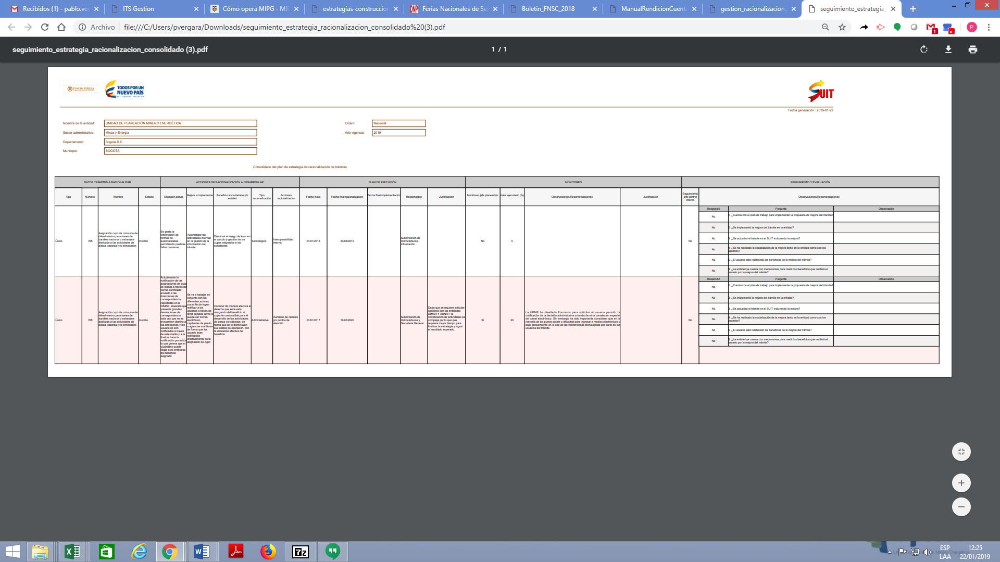 Recibidos (1) - pablo.ver
ITS Gestion
Cómo opera MIPG - MI
estrategias-construccion
Ferias Nacionales de Se
Boletin_FNSC_2018
ManualRendicionCuenta
gestion_racionalizacion.
seguimiento_estrategia_
Archivo
file:///C:/Users/pvergara/Downloads/seguimiento_estrategia_racionalizacion_consolidado%20(3).pdf
seguimiento_estrategia_racionalizacion_consolidado (3).pdf
1 / 1
FUNCIÓN PÚBLICA
TODOS POR UN
NUEVO PAÍS
PAZ EQUIDAD EDUCACIÓN
SUIT
Fecha generación : 2019-01-22
Nombre de la entidad: UNIDAD DE PLANEACIÓN MINERO ENERGÉTICA
Orden: Nacional
Sector administrativo: Minas y Energía
Año vigencia: 2019
Departamento: Bogotá D.C
Municipio: BOGOTÁ
Consolidado del plan de estrategia de racionalización de trámites
DATOS TRÁMITES A RACIONALIZAR
ACCIONES DE RACIONALIZACIÓN A DESARROLLAR
PLAN DE EJECUCIÓN
MONITOREO
SEGUIMIENTO Y EVALUACIÓN
Tipo
Número
Nombre
Estado
Situación actual
Mejora a implementar
Beneficio al ciudadano y/o
entidad
Tipo
racionalización
Acciones
racionalización
Fecha inicio
Fecha final racionalización
Fecha final implementación
Responsable
Justificación
Monitoreo jefe planeación
Valor ejecutado (%)
Observaciones/Recomendaciones
Justificación
Seguimiento
jefe control
interno
Observaciones/Recomendaciones
Único
765
Asignación cupo de consumo de
diésel marino para naves de
bandera nacional o extranjera
dedicada a las actividades de
pesca, cabotaje y/o remolcador.
Inscrito
Se gesta la
información de
formas no
automatizadas
permitiendo posibles
fallos humanos.
Automatizar las
actividades internas
en la gestión de la
información del
trámite.
Disminuir el riesgo de error en
el calculo y gestión de los
cupos asignados a los
solicitantes
Tecnologica
Interoperabilidad
interna
01/01/2018
30/06/2019
Subdirección de
Hidrocarburos -
Información
No
0
No
Respondió
Pregunta
Observación
No
1. ¿Cuenta con el plan de trabajo para implementar la propuesta de mejora del trámite?
No
2. ¿Se implementó la mejora del trámite en la entidad?
No
3. ¿Se actualizó el trámite en el SUIT incluyendo la mejora?
No
4. ¿Se ha realizado la socialización de la mejora tanto en la entidad como con los
usuarios?
No
5. ¿El usuario está recibiendo los beneficios de la mejora del trámite?
No
6. ¿La entidad ya cuenta con mecanismos para medir los beneficios que recibirá el
usuario por la mejora del trámite?
Único
765
Asignación cupo de consumo de
diésel marino para naves de
bandera nacional o extranjera
dedicada a las actividades de
pesca, cabotaje y/o remolcador.
Inscrito
Actualmente la
notificación de las
asignaciones de cupo
se realiza a través de
correo certificado
enviado a las
direcciones de
correspondencia
reportadas en la
DIMAR, situación que
presenta grandes
devoluciones de
correspondencia,
toda vez que no se
encuentran destino a
las direcciones y los
usuario no son
notificados a través
de este medio y a la
final se hace la
notificación por edicto
lo que genera que el
ciudadano puede
llegar a no enterarse
del beneficio
asignado
Se va a trabajar en
conjunto con los
diferentes actores,
con el fin de lograr
notificar a los
usuarios a través de
otros canales como lo
puede ser correo
electrónico,
capitanías de puerto
o agencias marítimas
de forma que los
usuario sean
notificados
efectivamente de la
asignación de cupo
Conocer de manera efectiva el
derecho que se le esta
otorgando del beneficio al
cupo de combustible para el
desarrollo de las actividades
de pesca y/o cabotaje, de
forma que se le disminuyan
sus costos de operación, con
la utilización efectiva del
beneficio
Administrativa
Aumento de canales
y/o puntos de
atención
01/01/2017
17/01/2020
Subdirección de
Hidrocarburos y
Secretaria General
Dado que se requiere articular
acciones con las entidades
DIMAR Y AUNAP, la
coordinación de actividades es
compleja por lo que que
requiera mayor tiempo para
finalizar la estrategia y lograr
el resultado esperado.
Si
20
La UPME ha diseñado Formatos para solicitar al usuario permitir la
notificación de la decisión administrativa a través de otros canales en especial
del canal electrónico. Sin embargo ha sido importante considerar que en la
mayoría de los puntos existe o dificultad para ingresar a medios electrónicos o
bajo conocimiento en el uso de las herramientas técnologicas por parte de los
usuarios del trámite.
No
Respondió
Pregunta
Observación
No
1. ¿Cuenta con el plan de trabajo para implementar la propuesta de mejora del trámite?
No
2. ¿Se implementó la mejora del trámite en la entidad?
No
3. ¿Se actualizó el trámite en el SUIT incluyendo la mejora?
No
4. ¿Se ha realizado la socialización de la mejora tanto en la entidad como con los
usuarios?
No
5. ¿El usuario está recibiendo los beneficios de la mejora del trámite?
No
6. ¿La entidad ya cuenta con mecanismos para medir los beneficios que recibirá el
usuario por la mejora del trámite?
ESP
LAA
12:25
22/01/2019